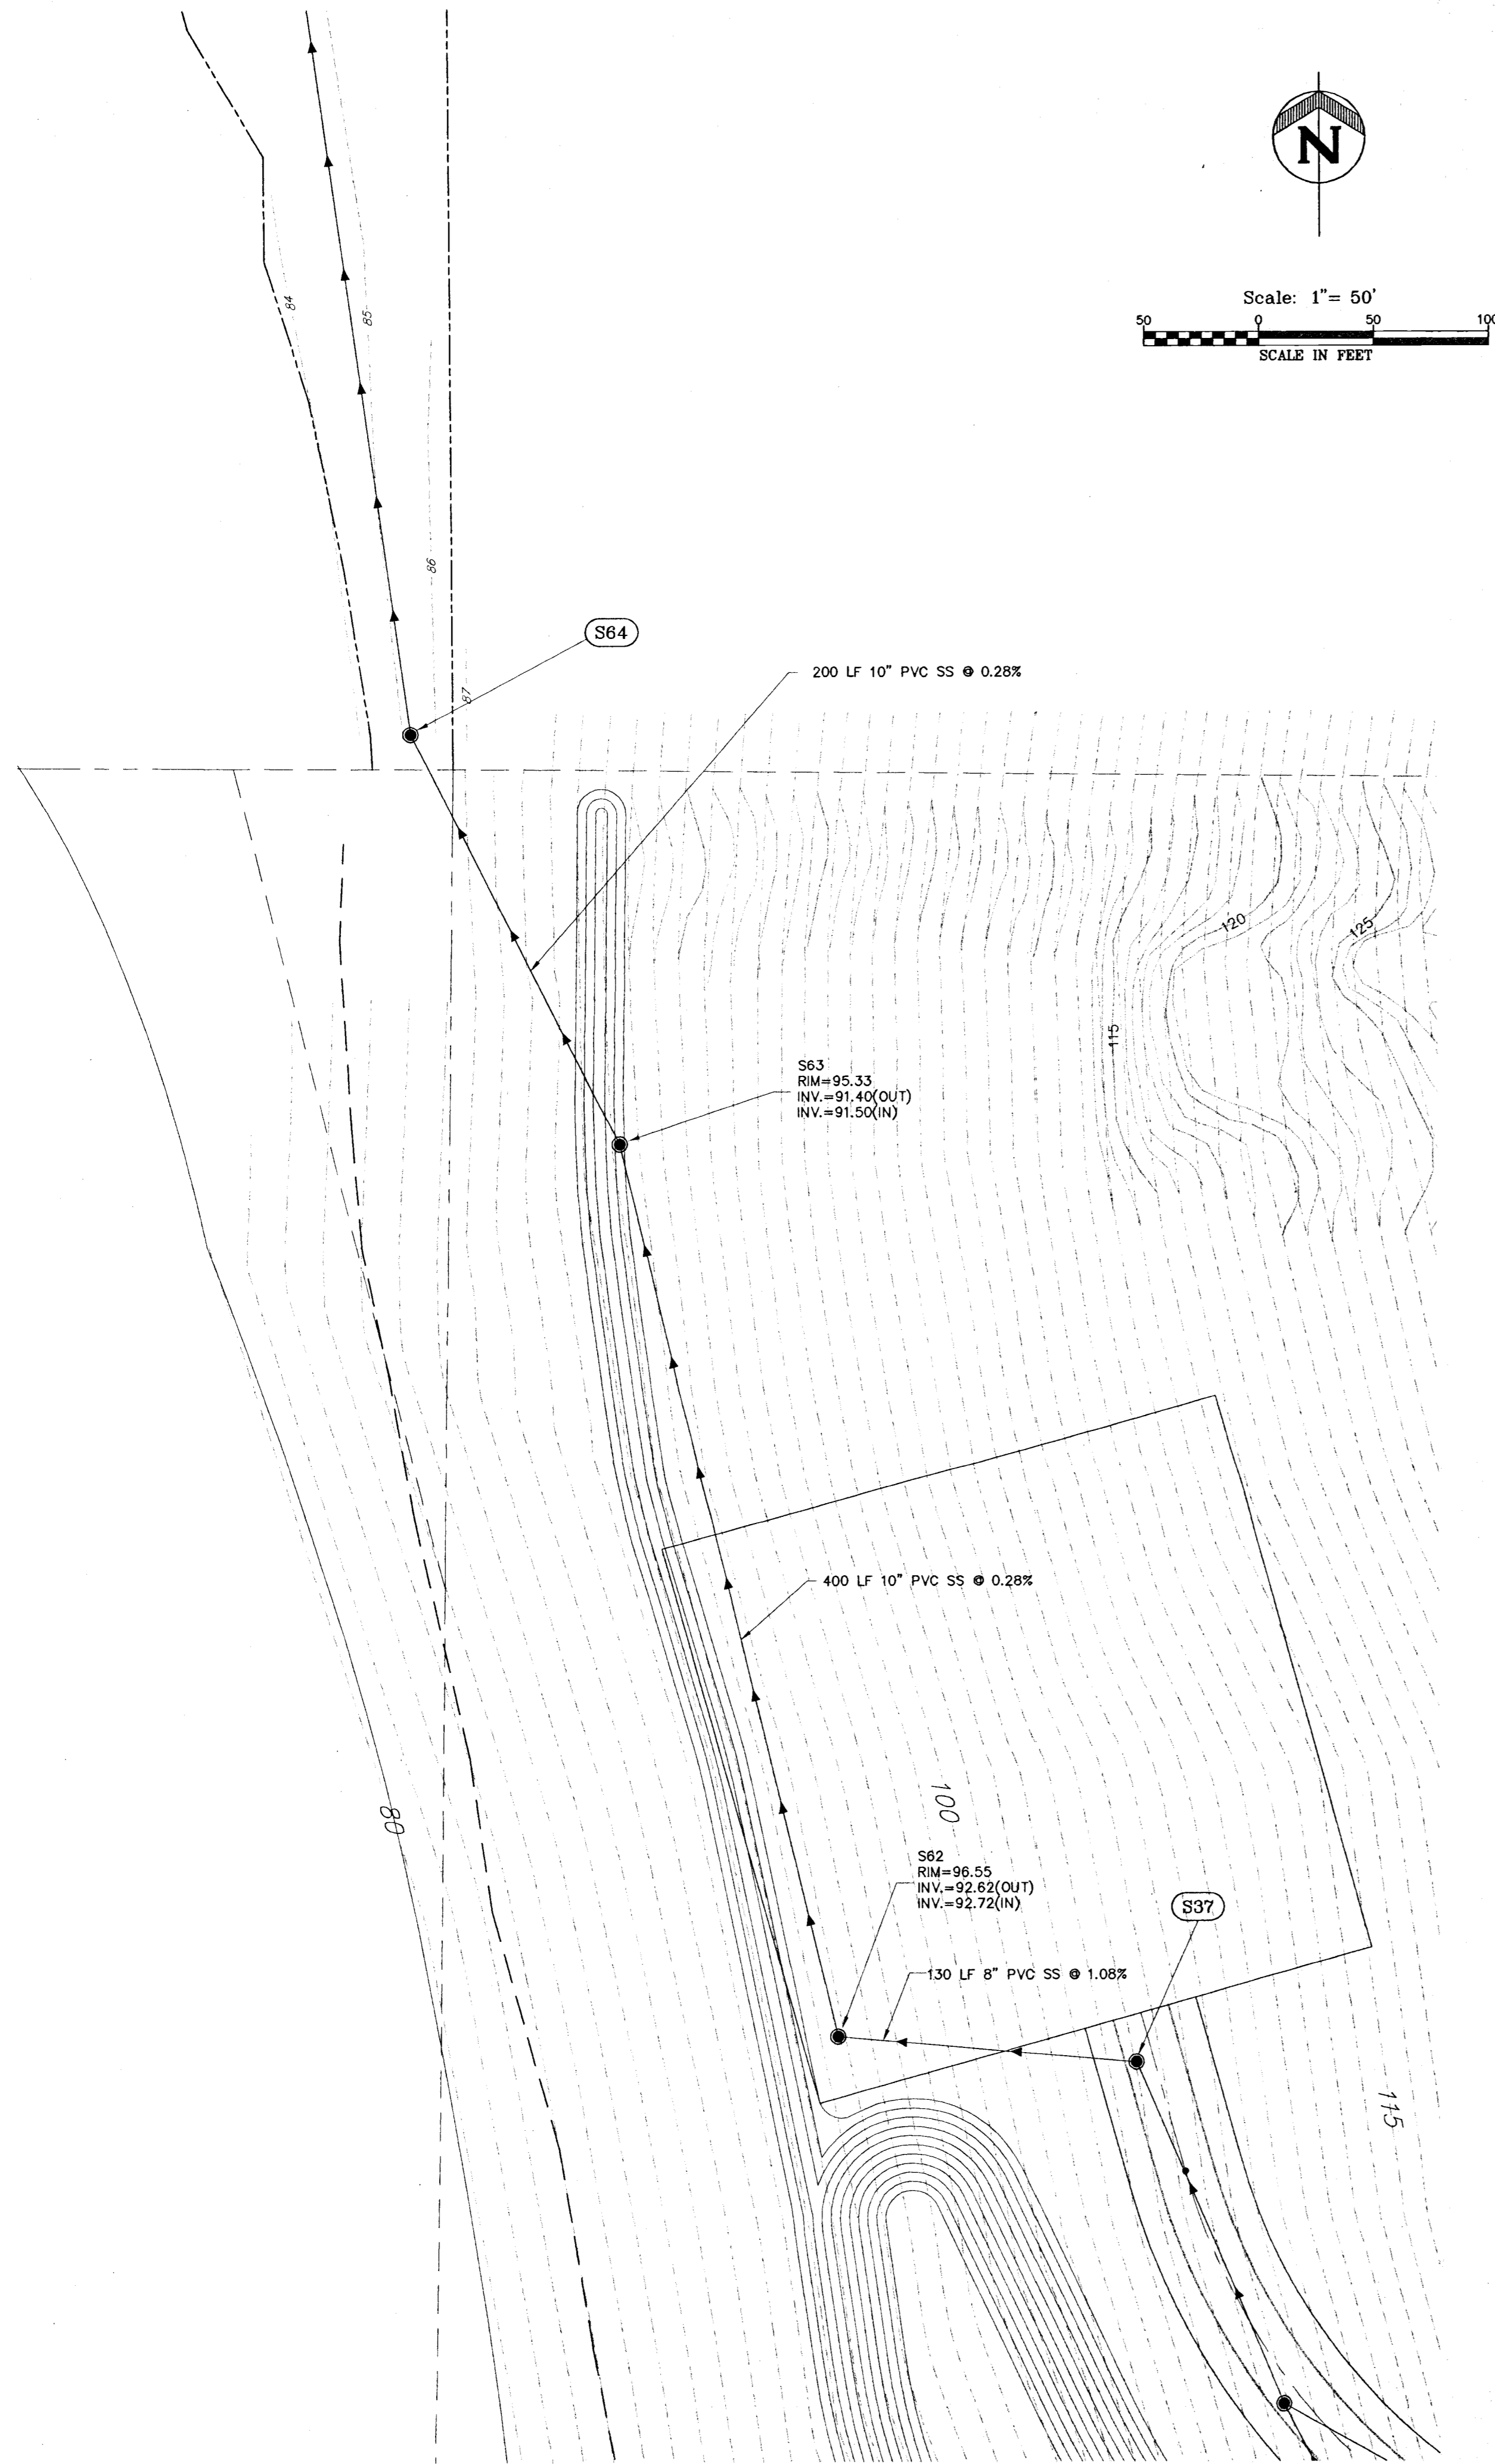 N
Scale: 1"= 50'
50 0 50 100
SCALE IN FEET
84
85
86
S64
200 LF 10" PVC SS @ 0.28%
87
120
125
115
S63
RIM=95.33
INV.=91.40(OUT)
INV.=91.50(IN)
400 LF 10" PVC SS @ 0.28%
100
80
S62
RIM=96.55
INV.=92.62(OUT)
INV.=92.72(IN)
S37
130 LF 8" PVC SS @ 1.08%
115